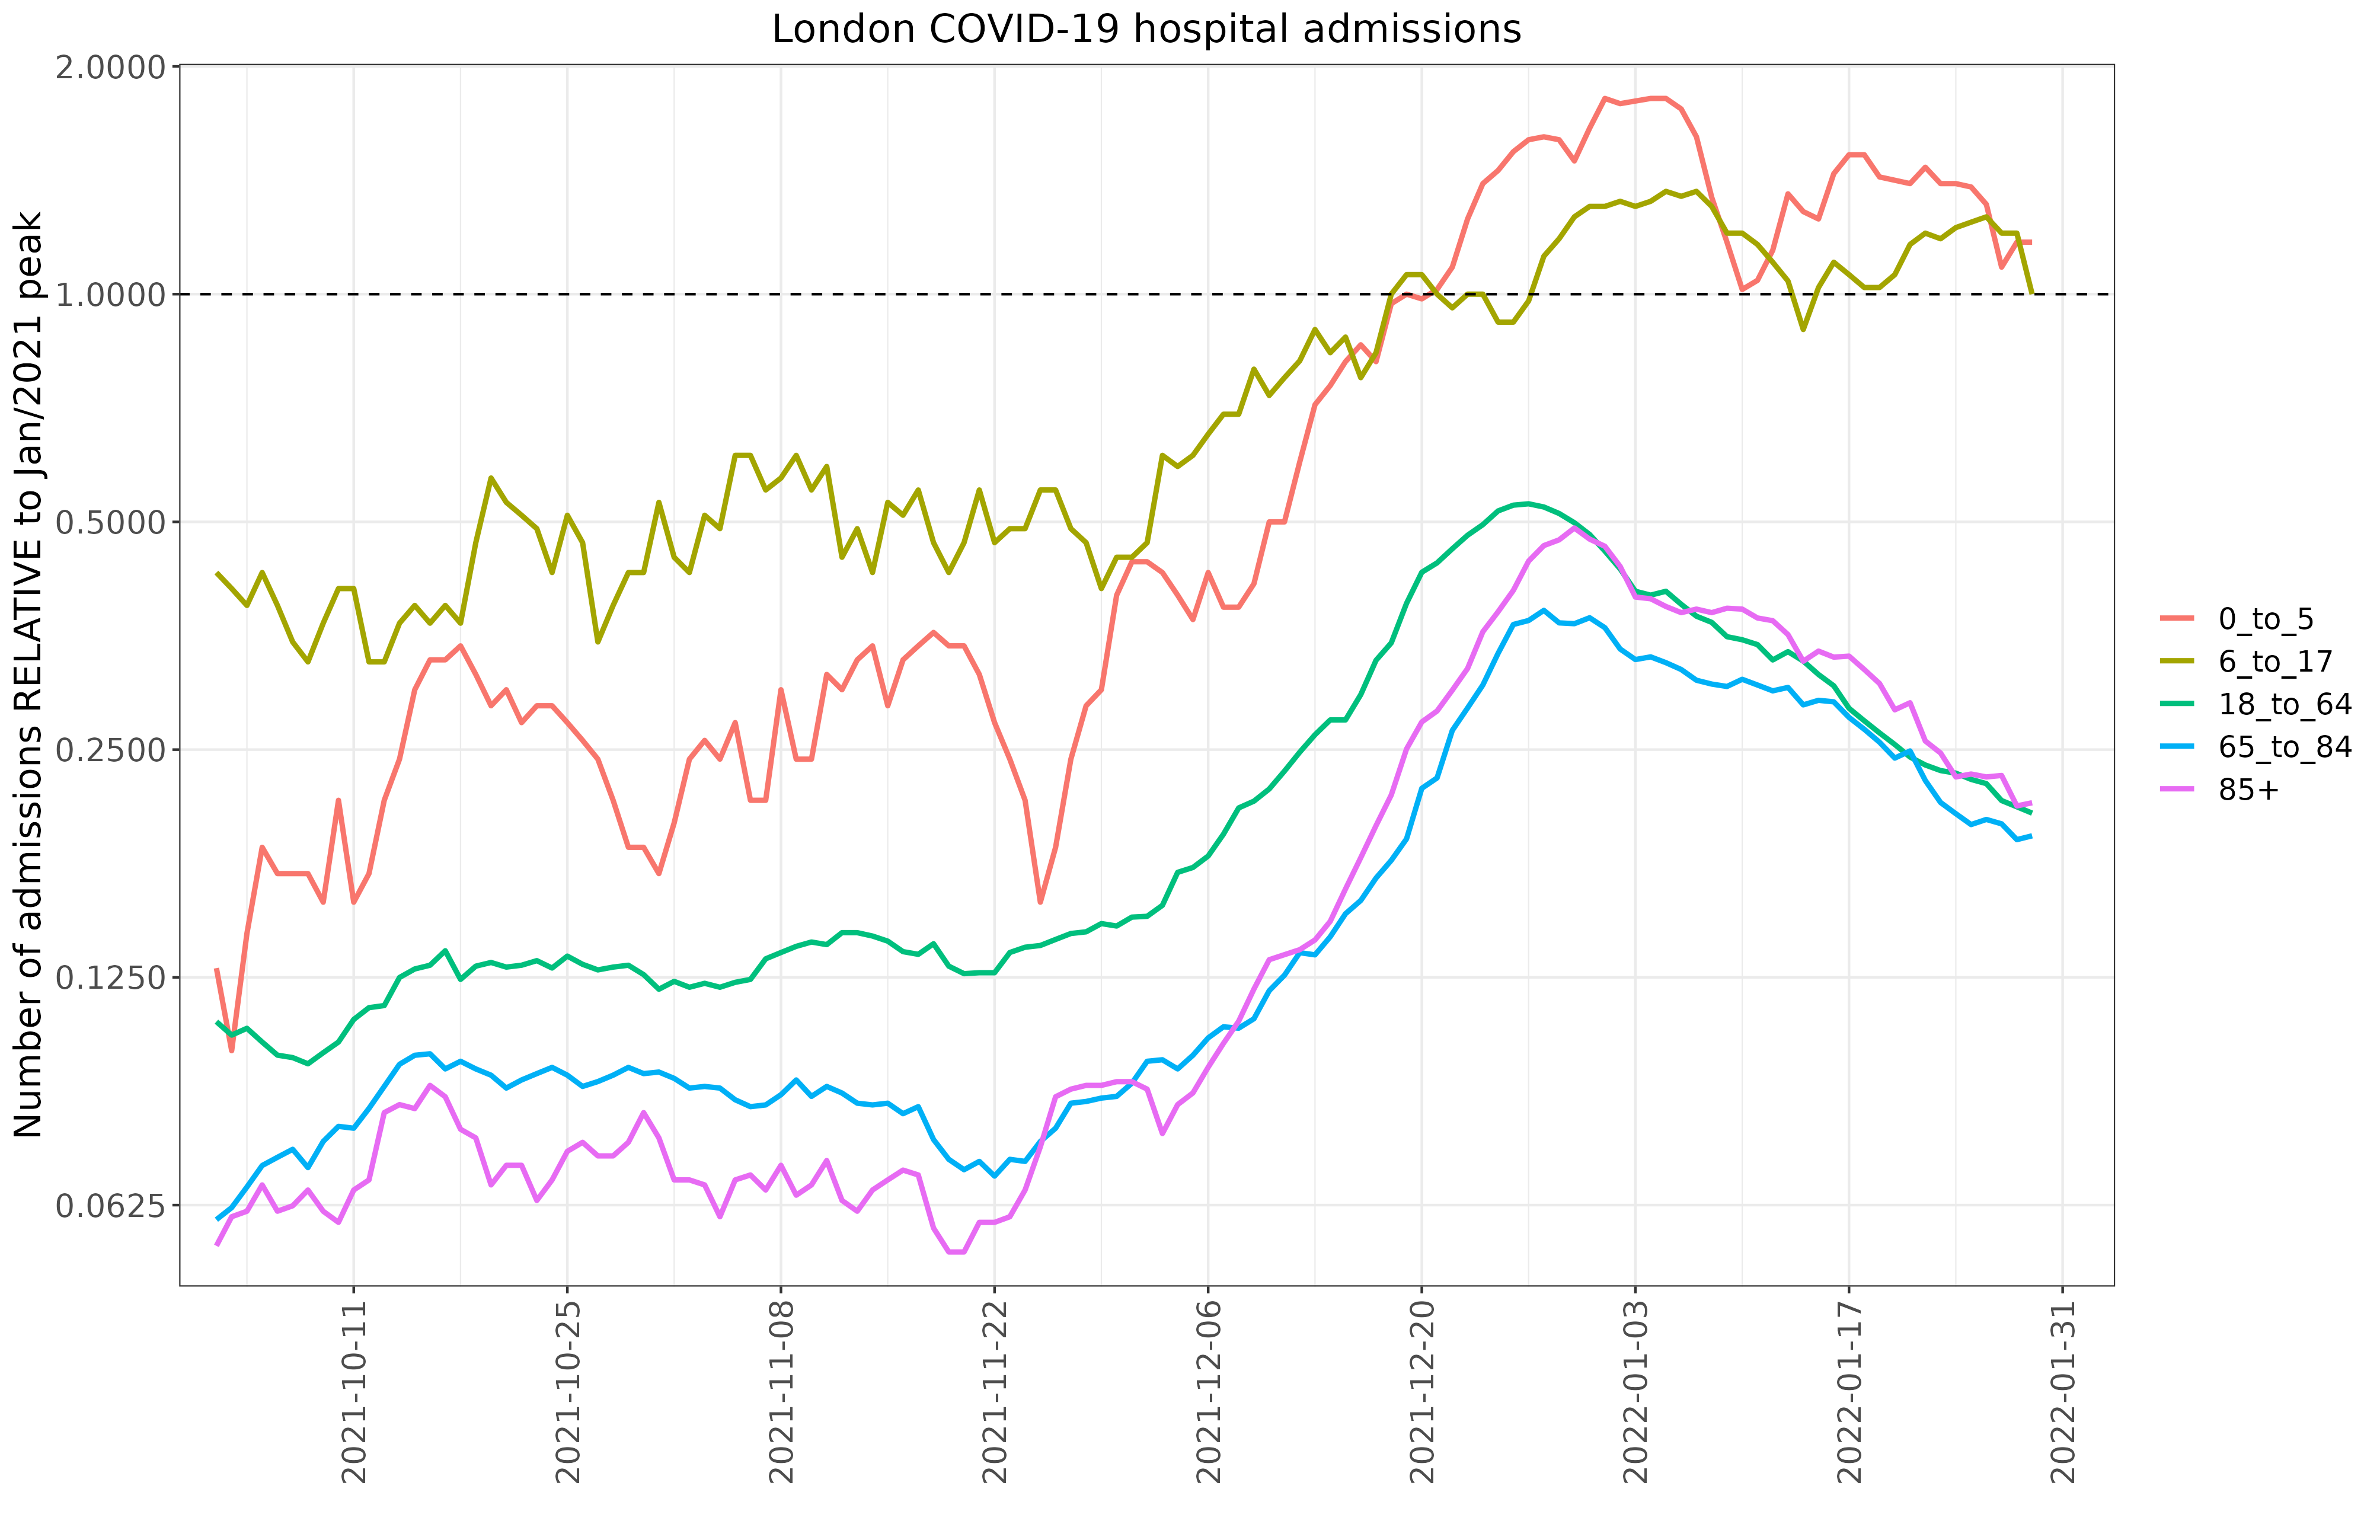 London COVID-19 hospital admissions
Number of admissions RELATIVE to Jan/2021 peak
2.0000
1.0000
0.5000
0.2500
0.1250
0.0625
2021-10-11
2021-10-25
2021-11-08
2021-11-22
2021-12-06
2021-12-20
2022-01-03
2022-01-17
2022-01-31
0_to_5
6_to_17
18_to_64
65_to_84
85+